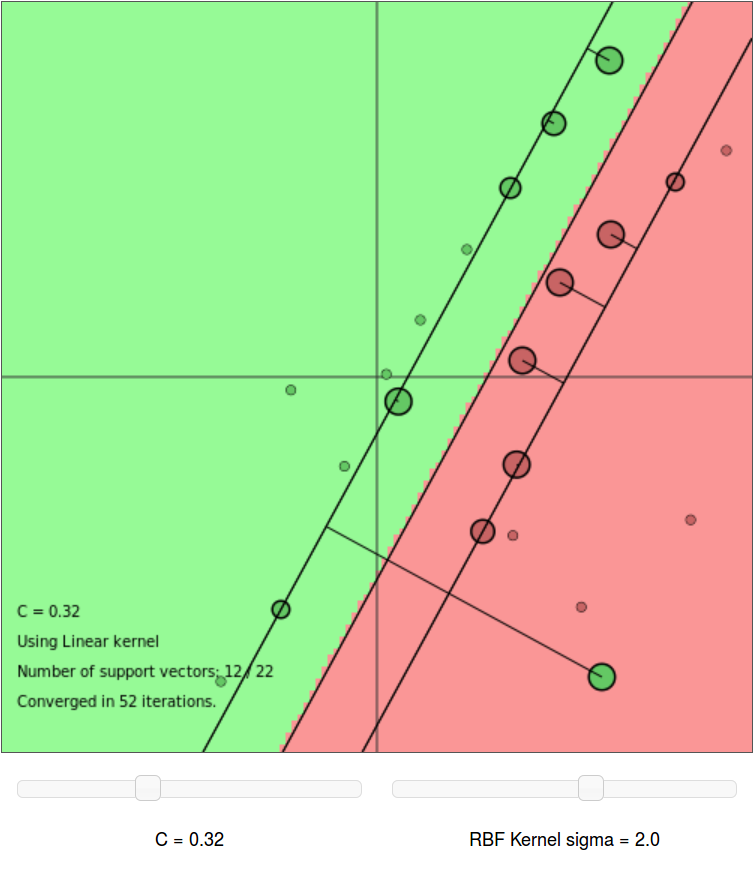 C = 0.32
Using Linear kernel
Number of support vectors: 12 / 22
Converged in 52 iterations.
C = 0.32
RBF Kernel sigma = 2.0